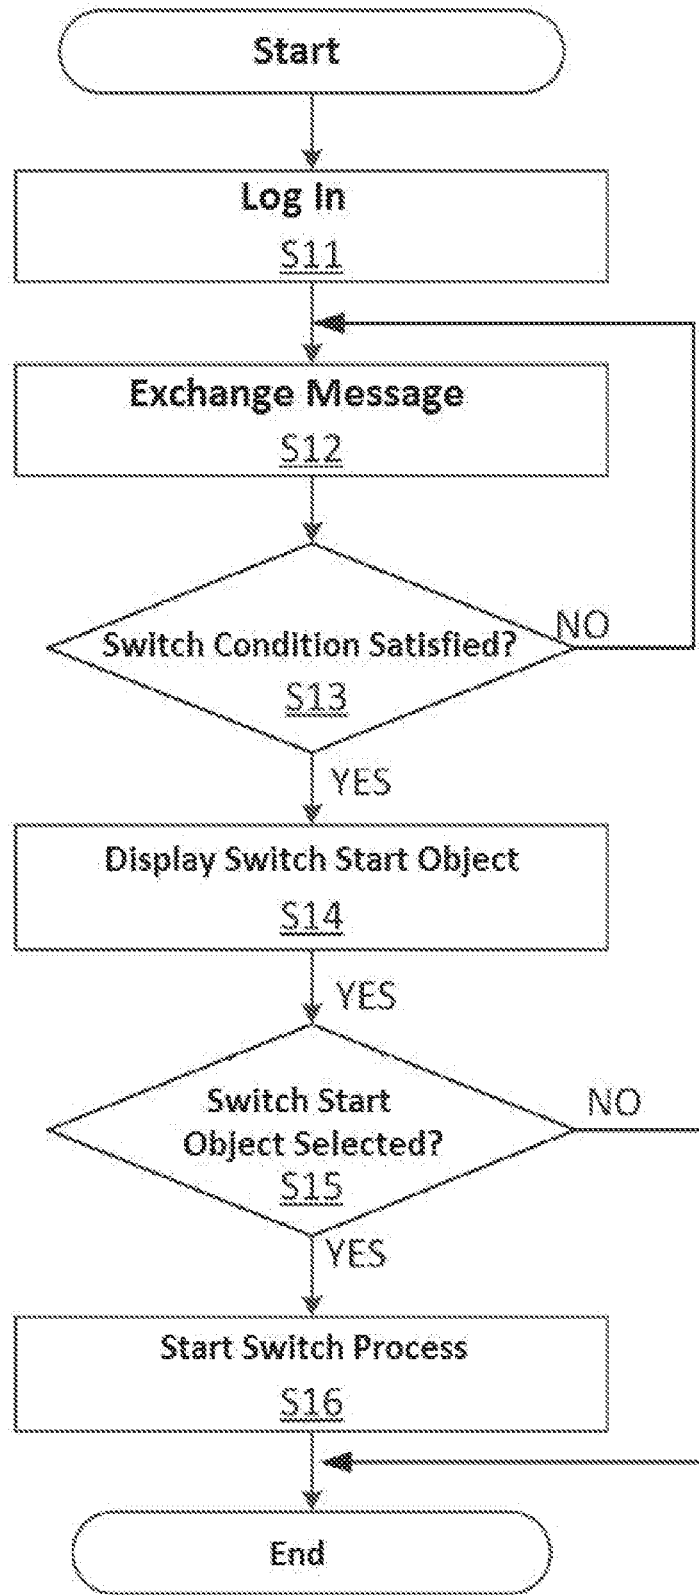 Start
Log In
S11
Exchange Message
S12
Switch Condition Satisfied?
NO
S13
YES
Display Switch Start Object
S14
YES
Switch Start
NO
Object Selected?
S15
YES
Start Switch Process
S16
End